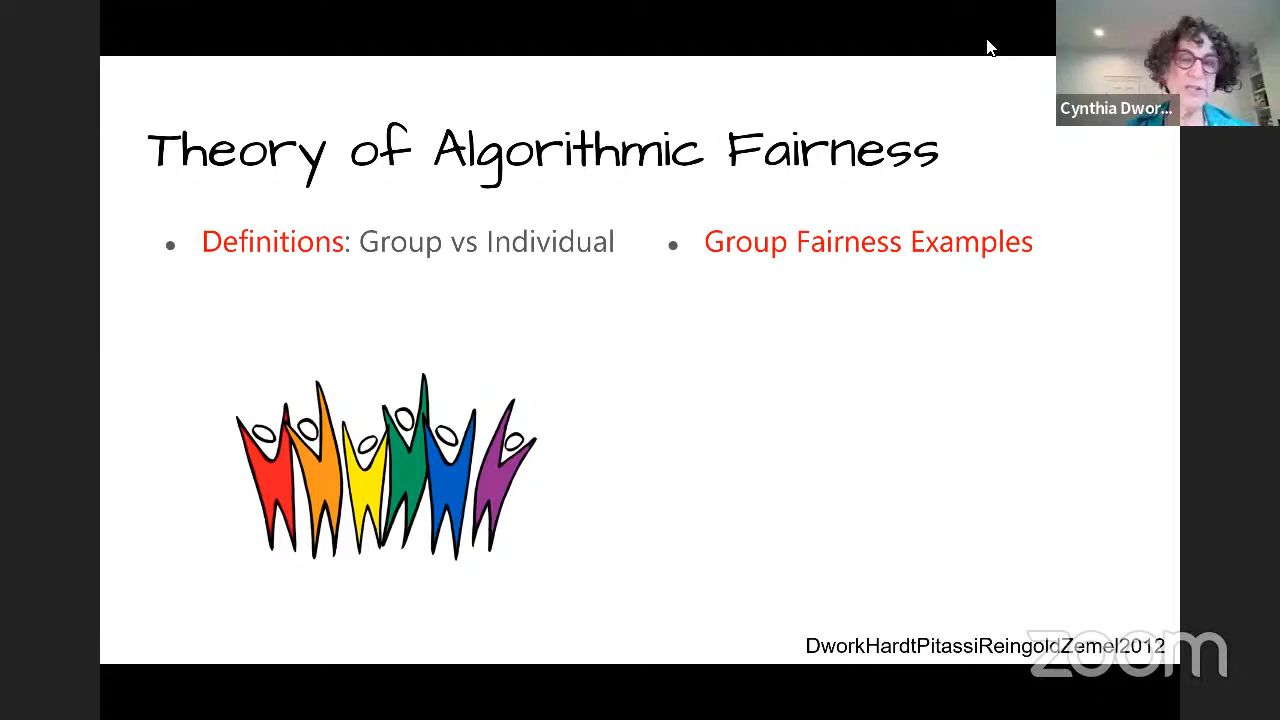 Cynthia Dwor...
Theory of Algorithmic Fairness
• Definitions: Group vs Individual
• Group Fairness Examples
DworkHardtPitassiReingoldZemel2012
zoom